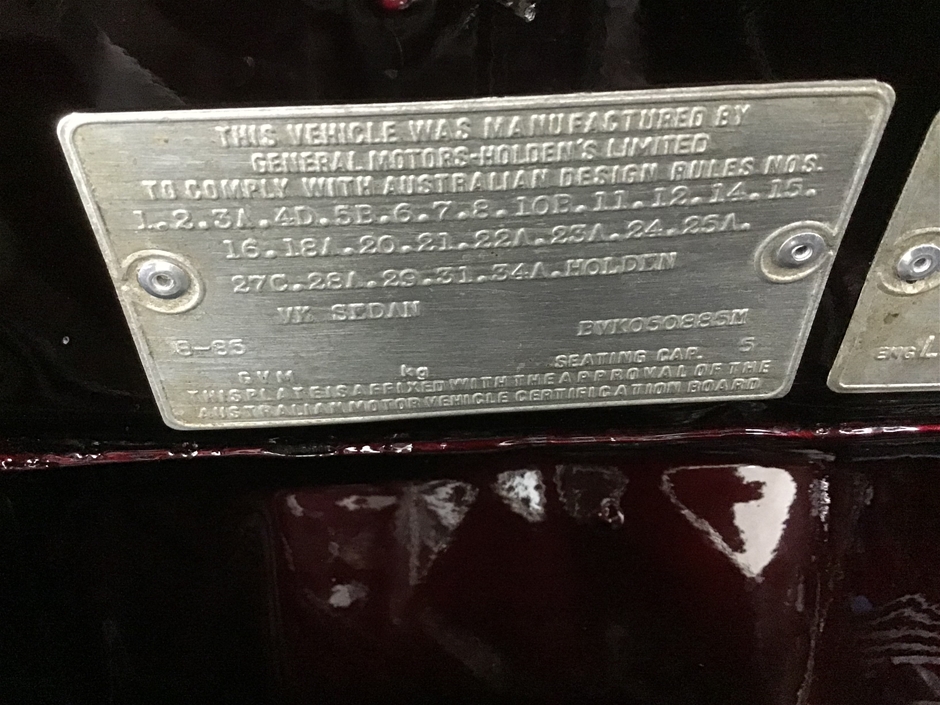 THIS VEHICLE WAS MANUFACTURED BY
GENERAL MOTORS-HOLDEN'S LIMITED
TO COMPLY WITH AUSTRALIAN DESIGN RULES NOS.
1.2.3A.4D.5B.6.7.8.10B.11.12.14.15.
16.18A.20.21.22A.23A.24.25A.
27C.28A.29.31.34A.HOLDEN
VK SEDAN
BVK050885M
8-85
SEATING CAP. 5
GVM kg
THIS PLATE IS AFFIXED WITH THE APPROVAL OF THE
AUSTRALIAN MOTOR VEHICLE CERTIFICATION BOARD
ENG L